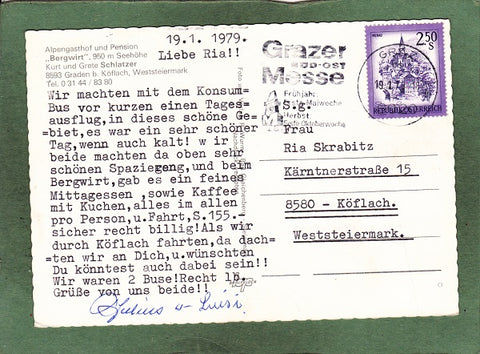 19.1. 1979.
Alpengasthof und Pension
„Bergwirt", 950 m Seehöhe
Kurt und Grete Schlatzer
8593 Graden b. Köflach, Weststeiermark
Tel. 0 31 44 / 83 80
Liebe Ria!!
Wir machten mit dem Konsum=
Bus vor kurzen einen Tages=
ausflug,in dieses schöne Ge=
=biet,es war ein sehr schöner
Tag,wenn auch kalt! w ir
beide machten da oben sehr
schönen Spaziegeng,und beim
Bergwirt,gab es ein feines
Mittagessen ,sowie Kaffee
mit Kuchen,alles im allen
pro Person,u.Fahrt,S.155.
sicher recht billig!Als wir
durch Köflach fahrten,da dach=
=ten wir an Dich,u.wünschten
Du könntest auch dabei sein!!
Wir waren 2 Buse!Recht lb.
Grüße von uns beide!!
Julius u Luisi
Grazer
SÜD-OST
Messe
Frühjahr:
Maiwoche
Herbst:
Oktoberwoche
2.50
S
REPUBLIK ÖSTERREICH
S.g.
Frau
Ria Skrabitz
Kärntnerstraße 15
8580 - Köflach.
Weststeiermark.